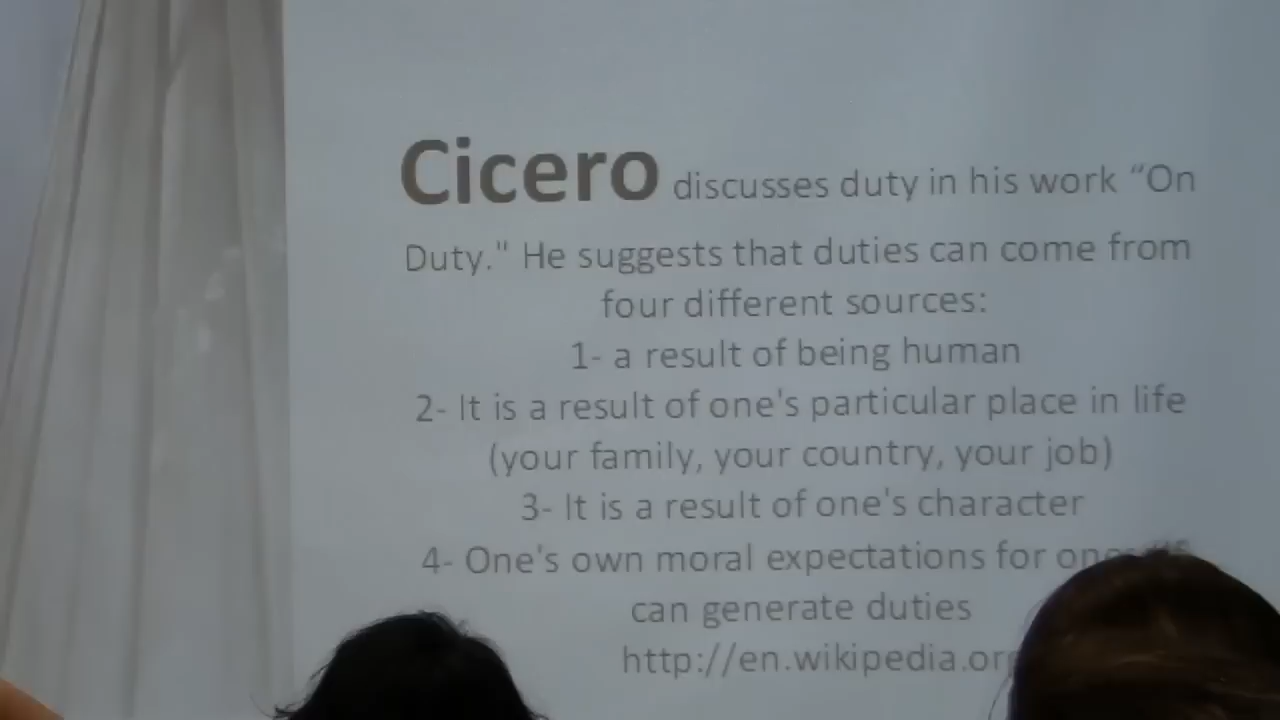 Cicero discusses duty in his work “On
Duty." He suggests that duties can come from
four different sources:
1- a result of being human
2- It is a result of one's particular place in life
(your family, your country, your job)
3- It is a result of one's character
4- One's own moral expectations for
can generate duties
http://en.wikipedia.org